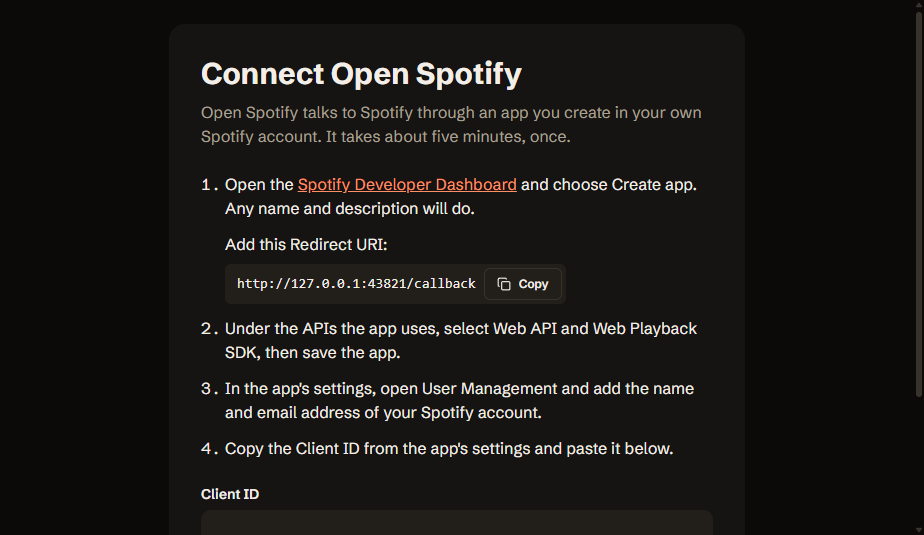 Connect Open Spotify
Open Spotify talks to Spotify through an app you create in your own
Spotify account. It takes about five minutes, once.
1. Open the Spotify Developer Dashboard and choose Create app.
Any name and description will do.
Add this Redirect URI:
http://127.0.0.1:43821/callback Copy
2. Under the APIs the app uses, select Web API and Web Playback
SDK, then save the app.
3. In the app's settings, open User Management and add the name
and email address of your Spotify account.
4. Copy the Client ID from the app's settings and paste it below.
Client ID